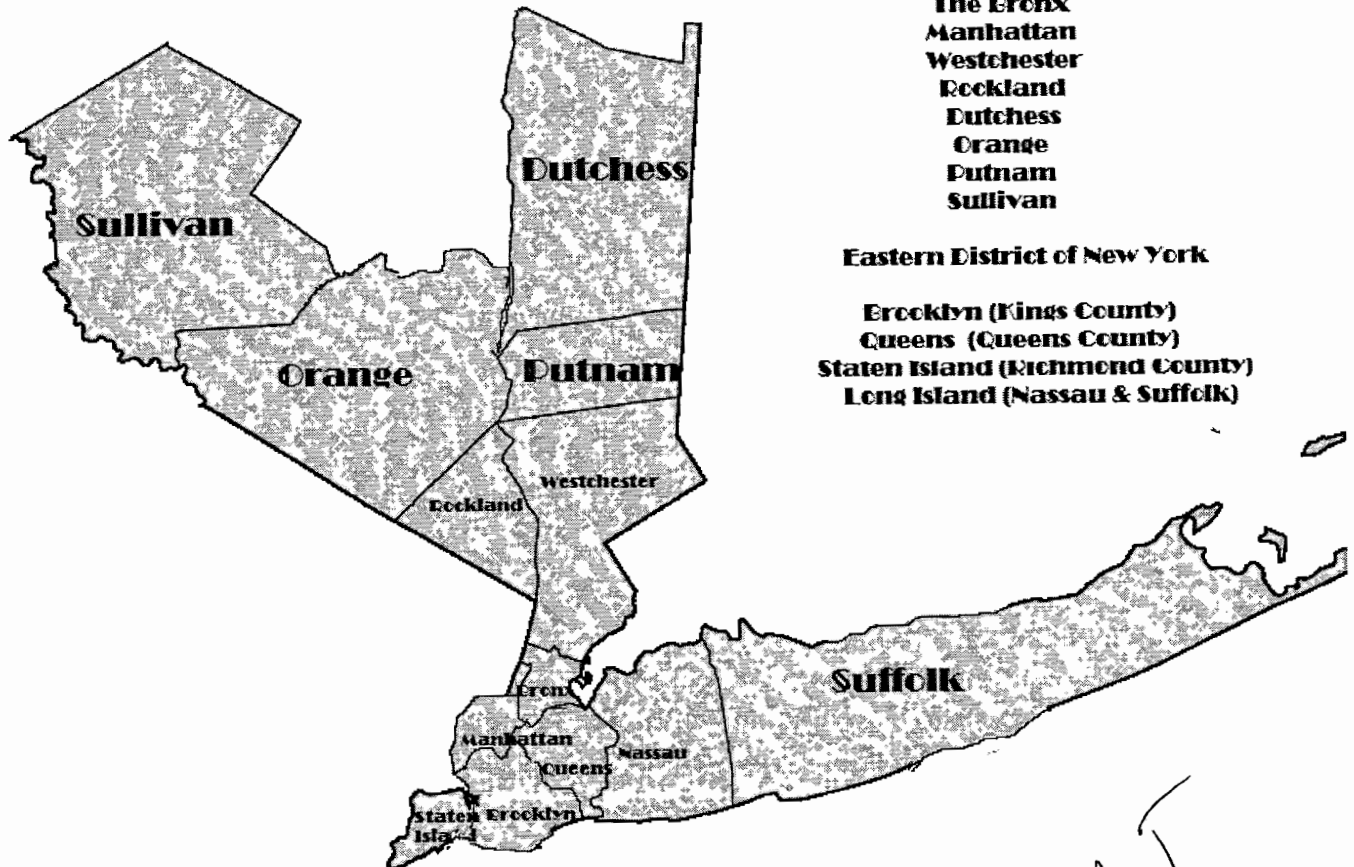 The Bronx
Manhattan
Westchester
Rockland
Dutchess
Orange
Putnam
Sullivan
Eastern District of New York
Brooklyn (Kings County)
Queens (Queens County)
Staten Island (Richmond County)
Long Island (Nassau & Suffolk)
Dutchess
Sullivan
Orange
Putnam
Westchester
Rockland
Suffolk
Bronx
Manhattan
Nassau
Queens
Staten
Island
Brooklyn